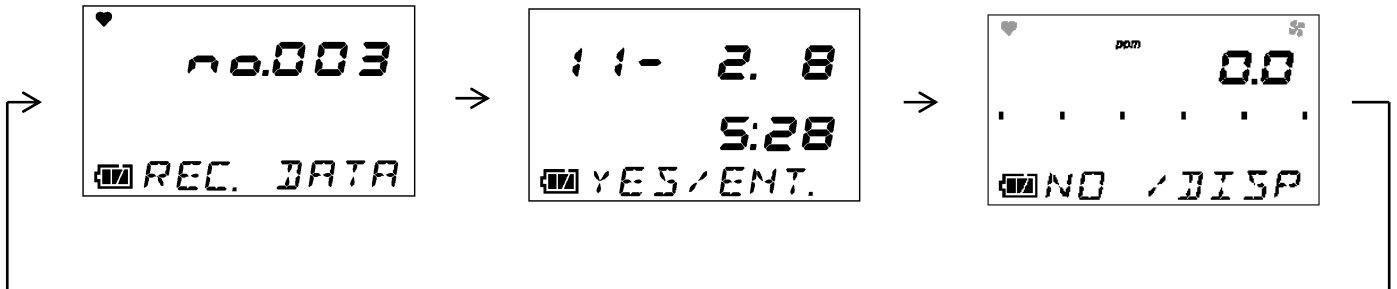 no.003
REC. DATA
11- 2. 8
5:28
YES/ENT.
ppm
0.0
NO /DISP